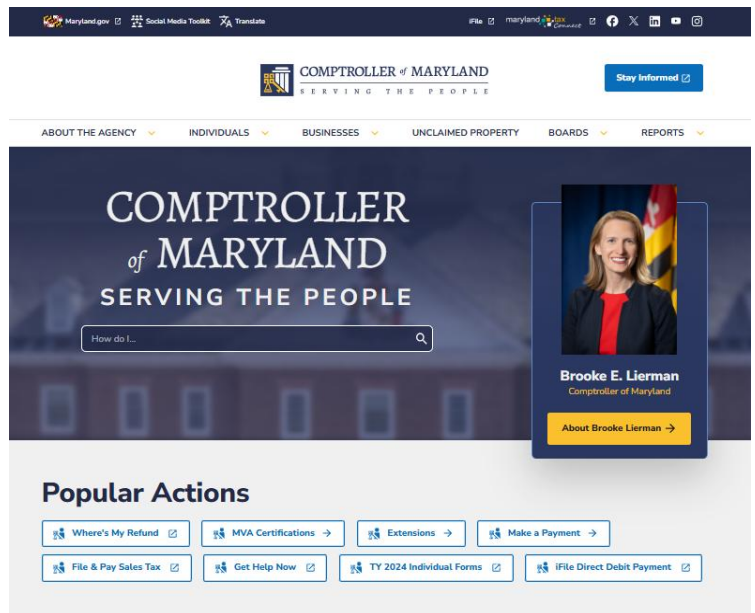 Maryland.gov Social Media Toolkit Translate iFile maryland tax Connect
COMPTROLLER of MARYLAND
SERVING THE PEOPLE
Stay Informed
ABOUT THE AGENCY INDIVIDUALS BUSINESSES UNCLAIMED PROPERTY BOARDS REPORTS
COMPTROLLER
of MARYLAND
SERVING THE PEOPLE
How do I...
Brooke E. Lierman
Comptroller of Maryland
About Brooke Lierman →
Popular Actions
Where's My Refund MVA Certifications → Extensions → Make a Payment →
File & Pay Sales Tax Get Help Now TY 2024 Individual Forms iFile Direct Debit Payment